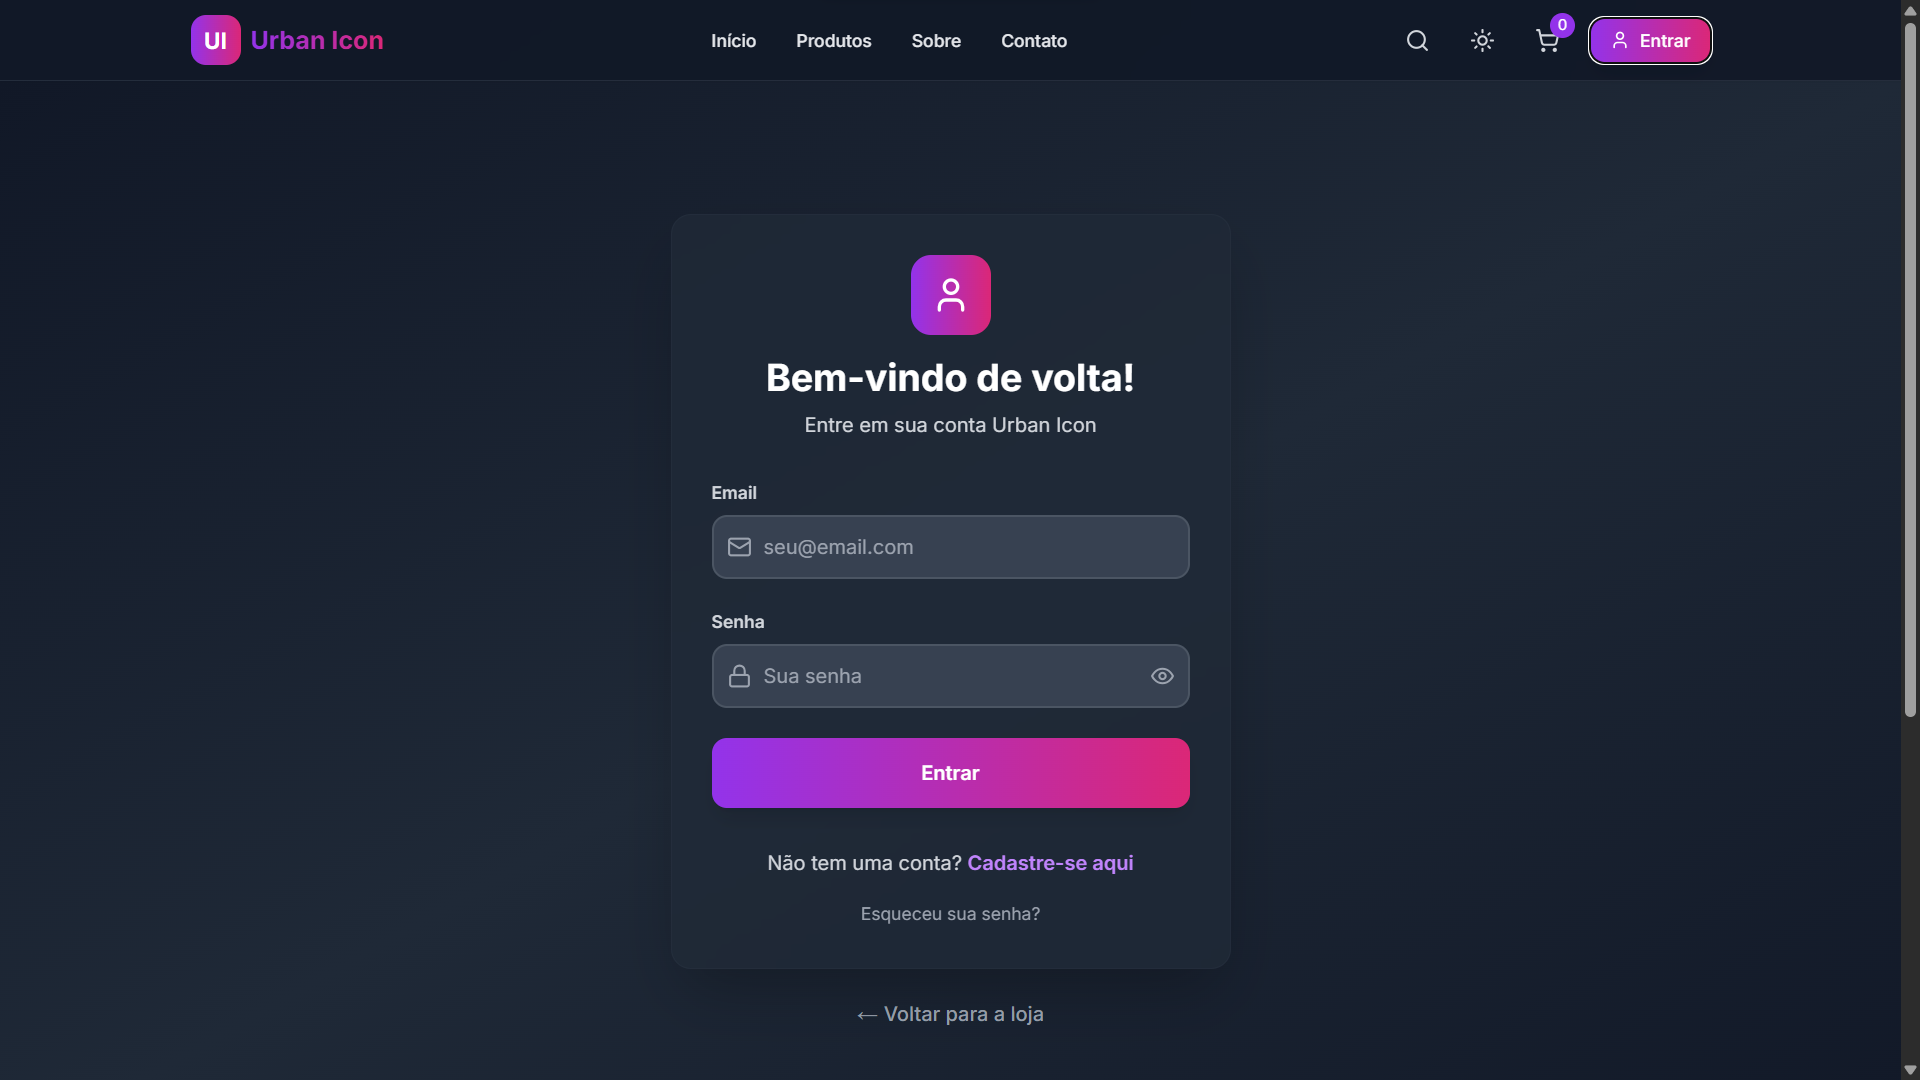 UI Urban Icon
Início Produtos Sobre Contato
0
Entrar
Bem-vindo de volta!
Entre em sua conta Urban Icon
Email
seu@email.com
Senha
Sua senha
Entrar
Não tem uma conta? Cadastre-se aqui
Esqueceu sua senha?
← Voltar para a loja